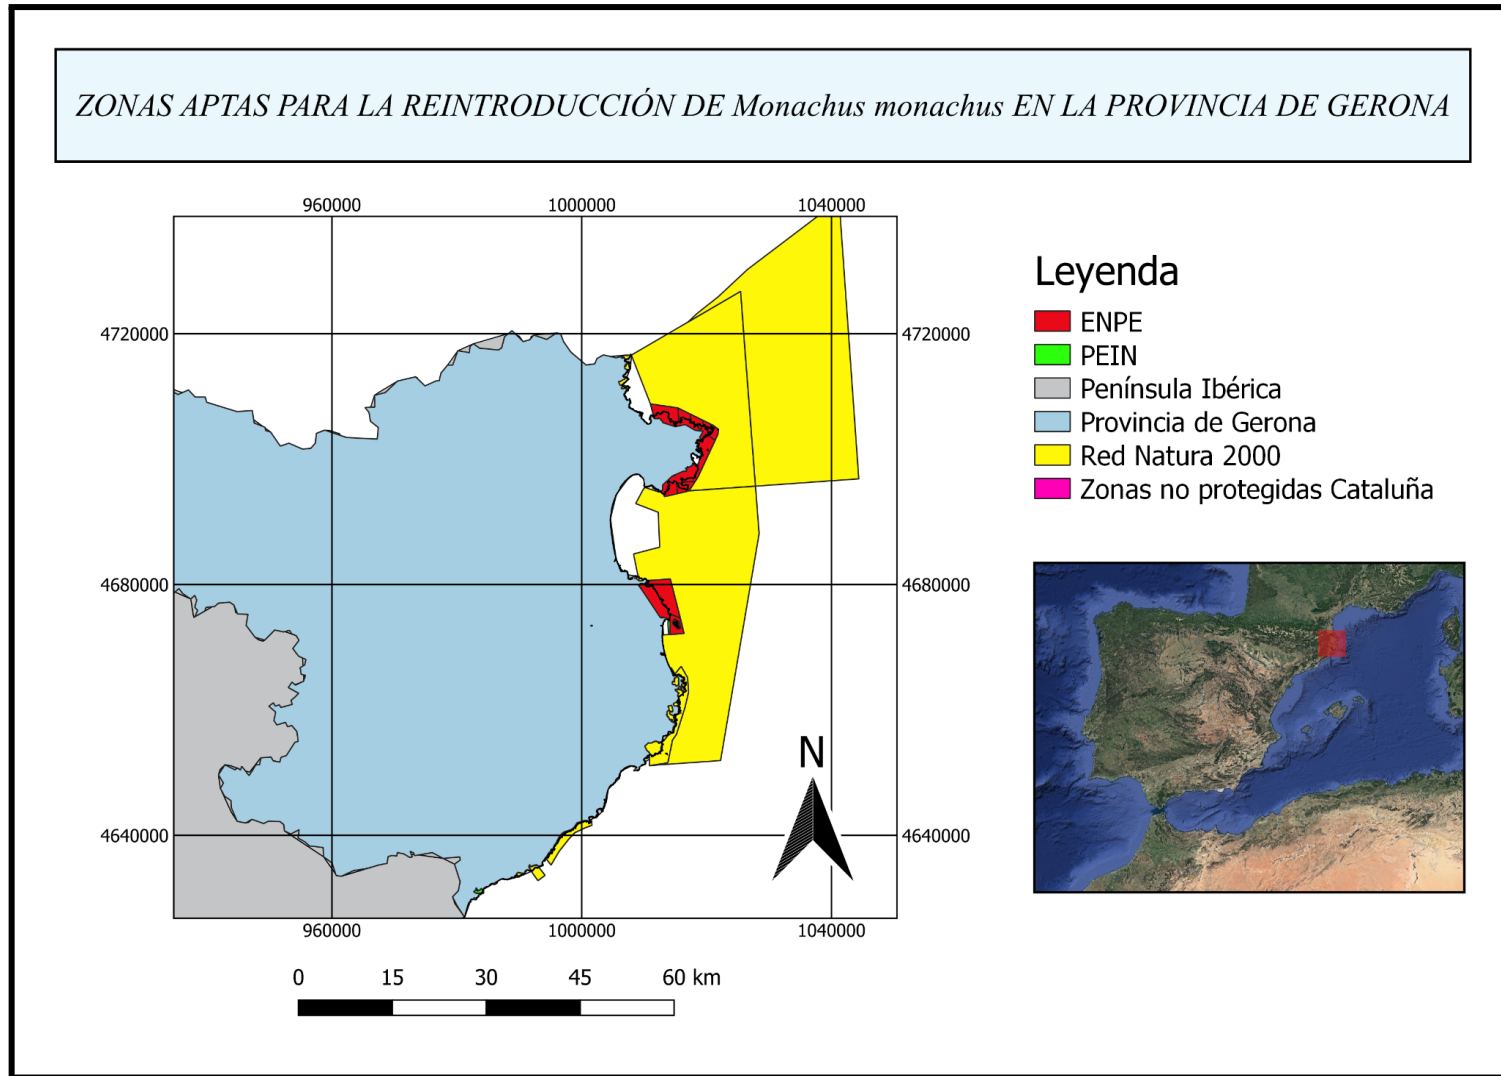 ZONAS APTAS PARA LA REINTRODUCCIÓN DE Monachus monachus EN LA PROVINCIA DE GERONA
960000 1000000 1040000
4720000 4720000
4680000 4680000
4640000 4640000
960000 1000000 1040000
N
0 15 30 45 60 km
Leyenda
ENPE
PEIN
Península Ibérica
Provincia de Gerona
Red Natura 2000
Zonas no protegidas Cataluña